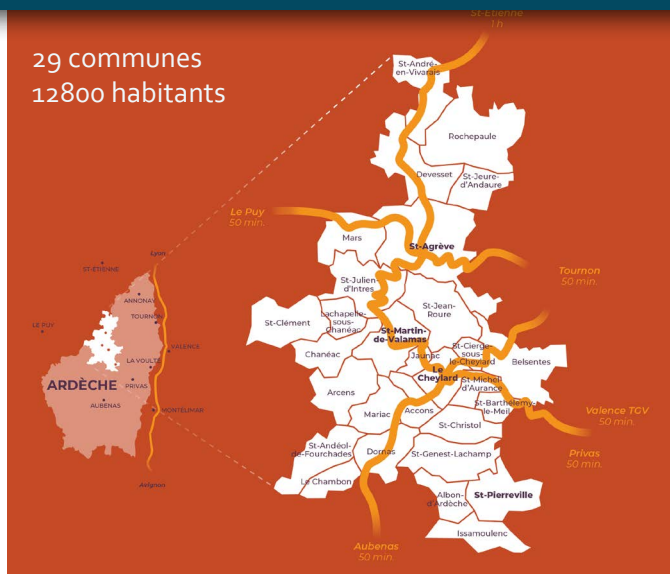 St-Etienne
1 h
29 communes
12800 habitants
St-André-
en-Vivarais
Rochepaule
Devesset
St-Jeure-
d'Andaure
Le Puy
50 min.
Mars
St-Agrève
Tournon
50 min.
St-Julien-
d'Intres
St-Jean-
Roure
St-Clément
Lachapelle-
sous-
Chanéac
St-Martin-
de-Valamas
Chanéac
Jaunac
St-Cierge-
sous-
le-Cheylard
Belsentes
Le
Cheylard
St-Michel
d'Aurance
Arcens
St-Barthélemy-
le-Meil
Mariac
Accons
St-Christol
Valence TGV
50 min.
St-Andéol-
de-Fourchades
Dornas
St-Genest-Lachamp
Privas
50 min.
Le Chambon
Albon-
d'Ardèche
St-Pierreville
Issamoulenc
Aubenas
50 min
Lyon
ST-ÉTIENNE
ANNONAY
TOURNON
LE PUY
VALENCE
LA VOULTE
ARDÈCHE
PRIVAS
AUBENAS
MONTELIMAR
Avignon